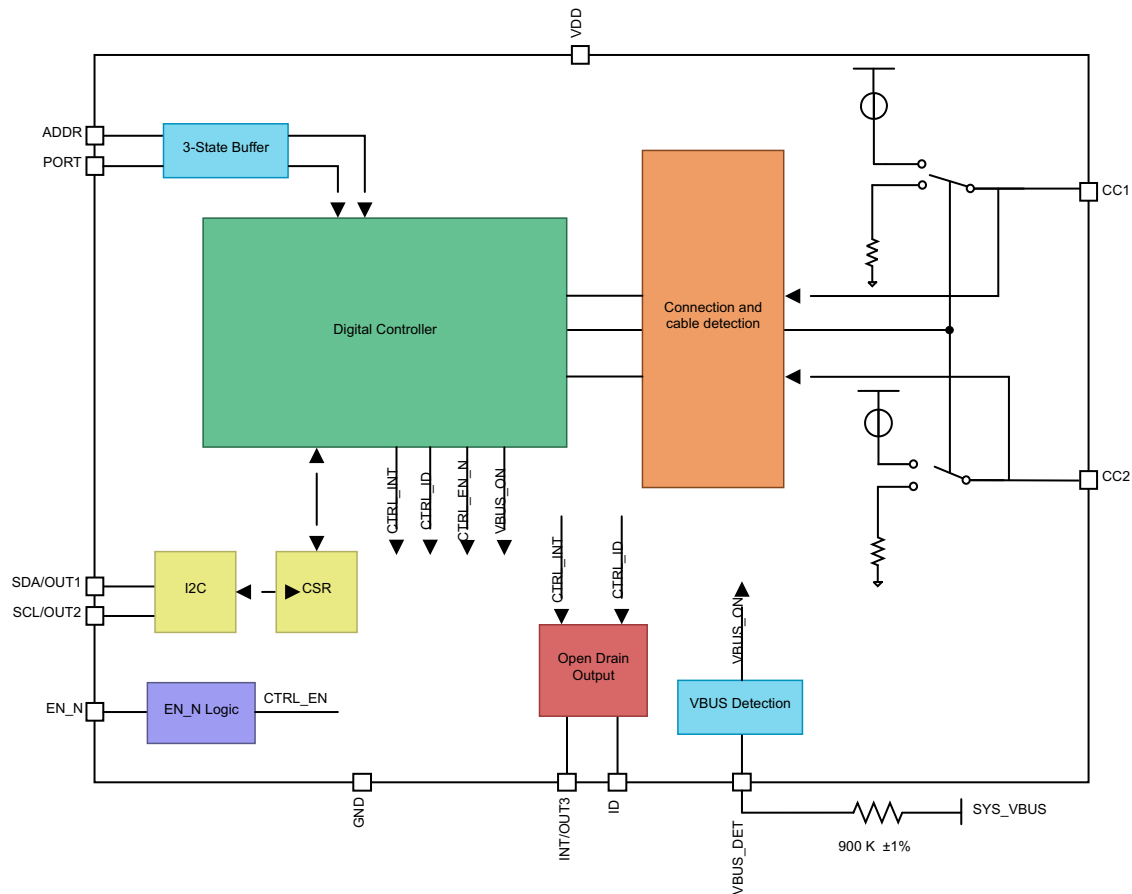 VDD
ADDR
PORT
3-State Buffer
CC1
Digital Controller
Connection and
cable detection
CC2
CTRL_INT
CTRL_ID
CTRL_EN_N
VBUS_ON
SDA/OUT1
SCL/OUT2
I2C
CSR
CTRL_INT
CTRL_ID
VBUS_ON
Open Drain
Output
VBUS Detection
EN_N
EN_N Logic
CTRL_EN
GND
INT/OUT3
ID
VBUS_DET
SYS_VBUS
900 K ±1%